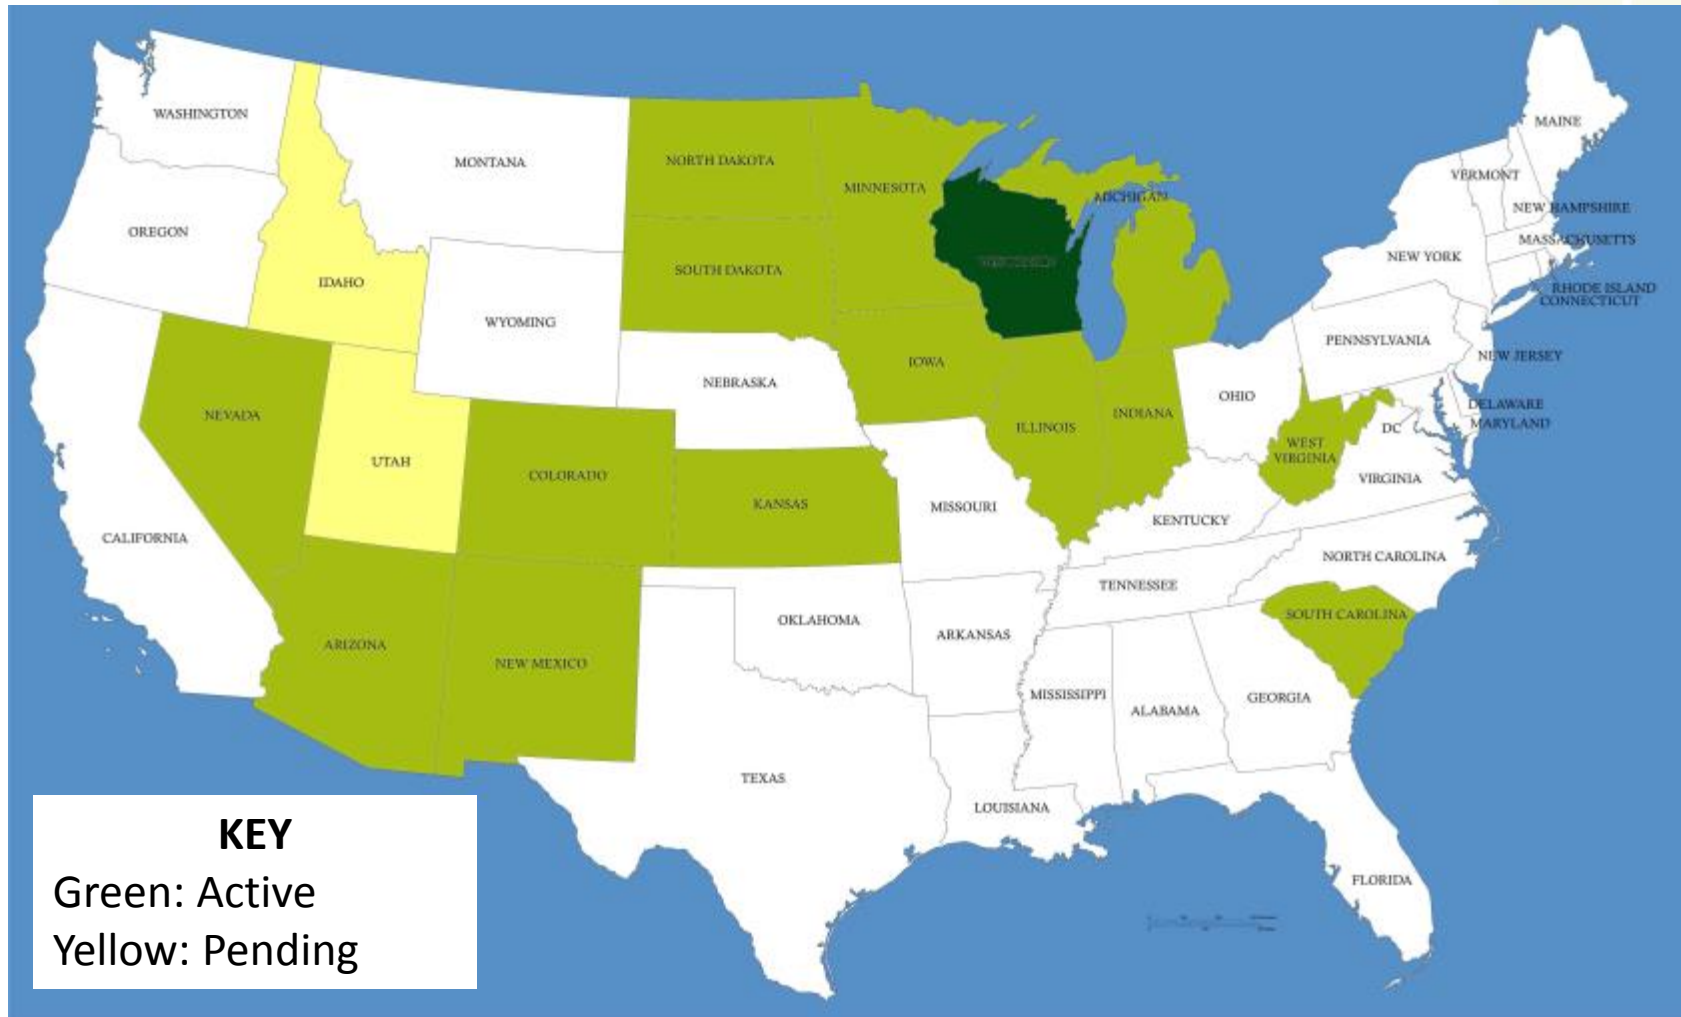 MAINE
WASHINGTON
MONTANA
NORTH DAKOTA
MINNESOTA
VERMONT
MICHIGAN
NEW HAMPSHIRE
OREGON
MASSACHUSETTS
NEW YORK
SOUTH DAKOTA
IDAHO
RHODE ISLAND
CONNECTICUT
WYOMING
PENNSYLVANIA
NEW JERSEY
IOWA
NEBRASKA
OHIO
DELAWARE
NEVADA
INDIANA
MARYLAND
ILLINOIS
DC
WEST
VIRGINIA
UTAH
COLORADO
VIRGINIA
KANSAS
MISSOURI
KENTUCKY
CALIFORNIA
NORTH CAROLINA
TENNESSEE
SOUTH CAROLINA
OKLAHOMA
ARKANSAS
ARIZONA
NEW MEXICO
MISSISSIPPI
GEORGIA
ALABAMA
TEXAS
LOUISIANA
FLORIDA
KEY
Green: Active
Yellow: Pending